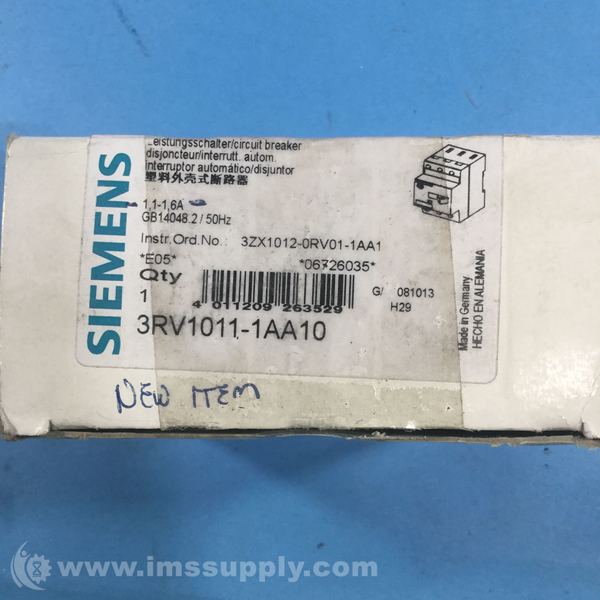 SIEMENS
Leistungsschalter/circuit breaker
disjoncteur/interrutt. autom.
interruptor automático/disjuntor
塑料外壳式断路器
1,1-1,6A
GB14048.2 / 50Hz
Instr.Ord.No.: 3ZX1012-0RV01-1AA1
*E05* *06726035*
Qty
1
4 011209 263529
G/ 081013
H29
3RV1011-1AA10
Made in Germany
HECHO EN ALEMANIA
NEW ITEM
© www.imssupply.com